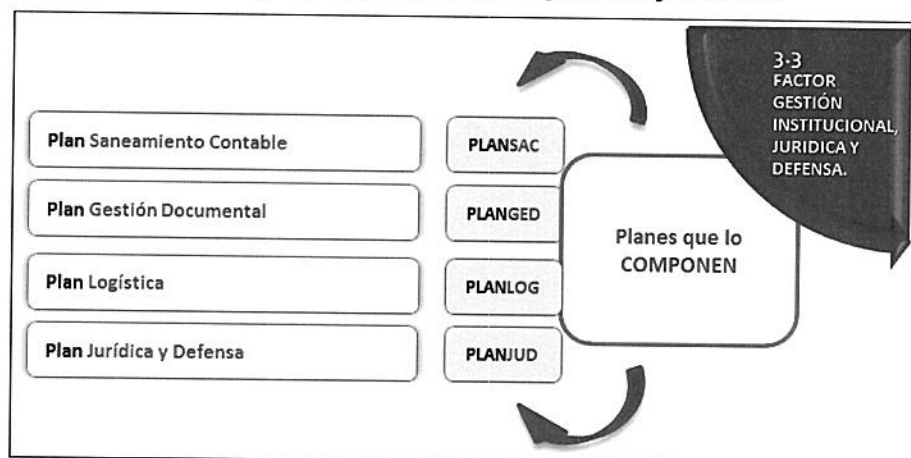 3-3
FACTOR
GESTIÓN
INSTITUCIONAL,
JURIDICA Y
DEFENSA.
Plan Saneamiento Contable
PLANSAC
Plan Gestión Documental
PLANGED
Planes que lo
COMPONEN
Plan Logística
PLANLOG
Plan Jurídica y Defensa
PLANJUD